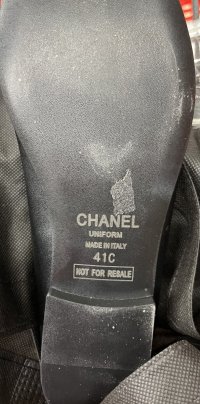 CHANEL
UNIFORM
MADE IN ITALY
41C
NOT FOR RESALE